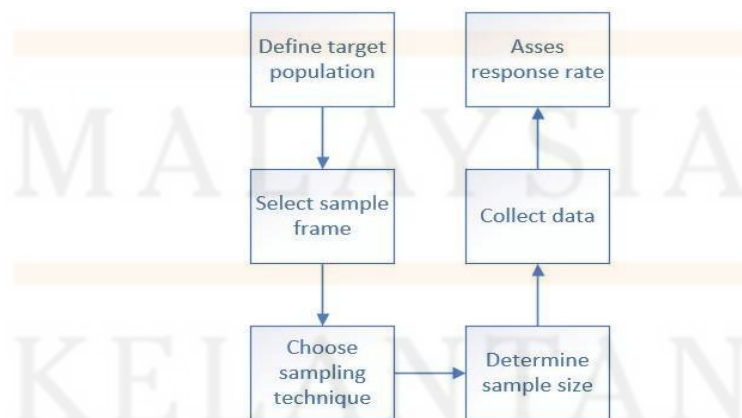 Define target
population
Select sample
frame
Choose
sampling
technique
Determine
sample size
Collect data
Asses
response rate
MALAYSIA
KELANTAN